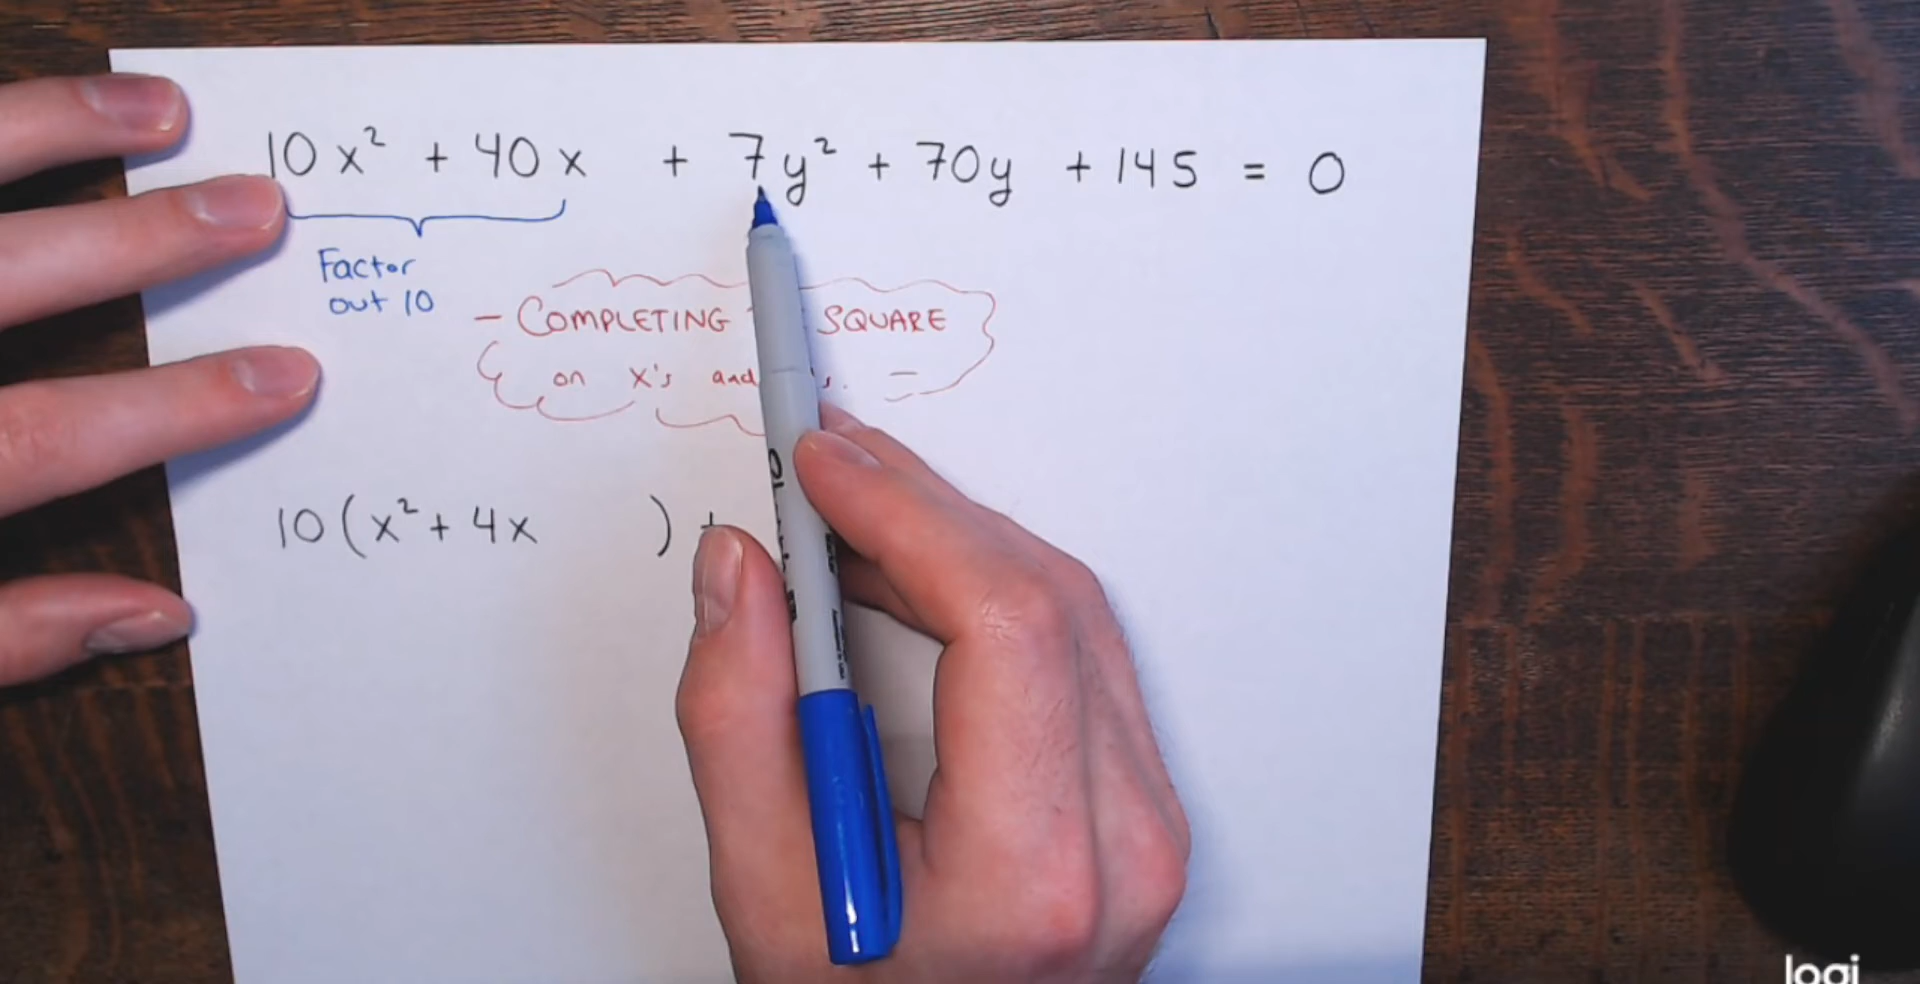 10x² + 40x + 7y² + 70y + 145 = 0
Factor
out 10
- COMPLETING SQUARE
on x's and 's. -
10(x² + 4x ) +
logi